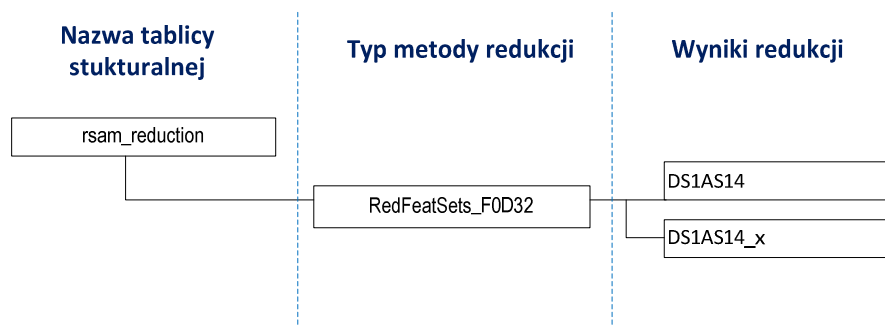 Nazwa tablicy
stukturalnej
Typ metody redukcji
Wyniki redukcji
rsam_reduction
RedFeatSets_F0D32
DS1AS14
DS1AS14_x